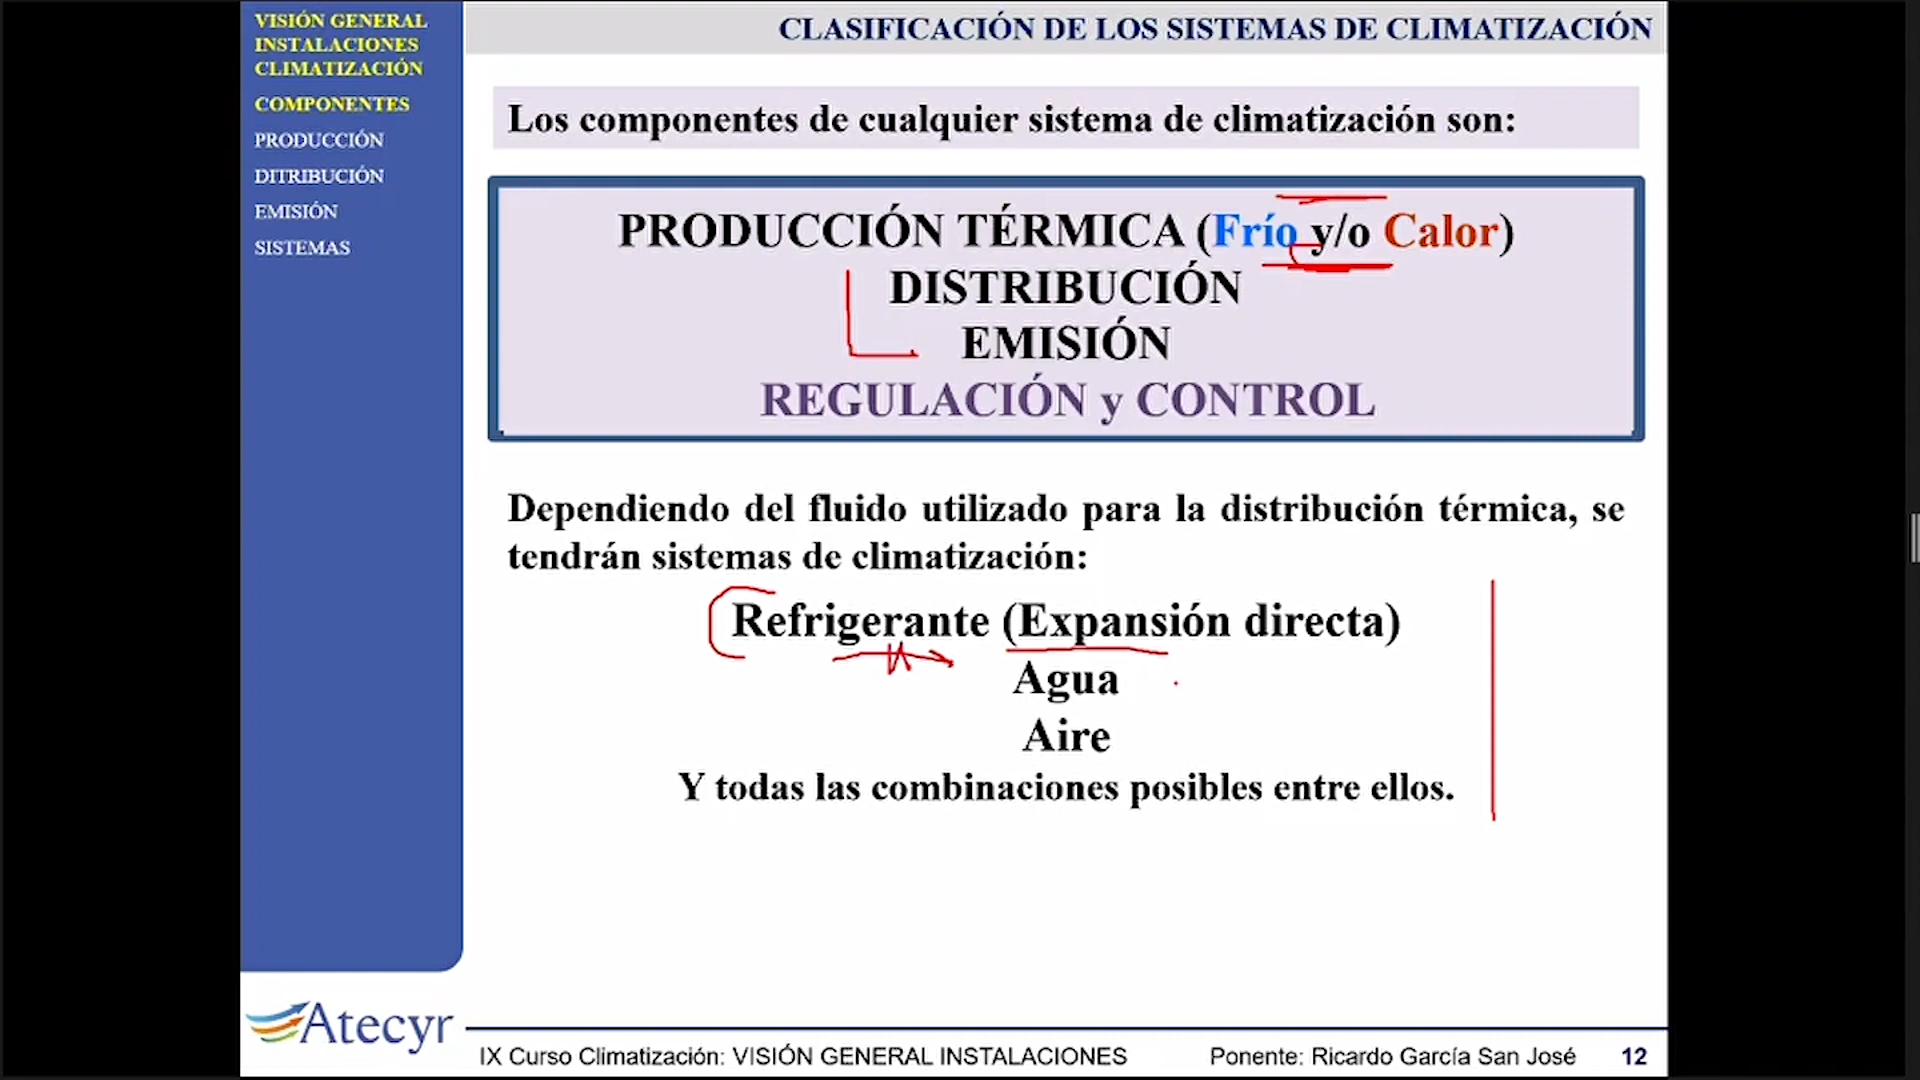 VISIÓN GENERAL
INSTALACIONES
CLIMATIZACIÓN
COMPONENTES
PRODUCCIÓN
DITRIBUCIÓN
EMISIÓN
SISTEMAS
CLASIFICACIÓN DE LOS SISTEMAS DE CLIMATIZACIÓN
Los componentes de cualquier sistema de climatización son:
PRODUCCIÓN TÉRMICA (Frío y/o Calor)
DISTRIBUCIÓN
EMISIÓN
REGULACIÓN y CONTROL
Dependiendo del fluido utilizado para la distribución térmica, se
tendrán sistemas de climatización:
Refrigerante (Expansión directa)
Agua
Aire
Y todas las combinaciones posibles entre ellos.
Atecyr
IX Curso Climatización: VISIÓN GENERAL INSTALACIONES
Ponente: Ricardo García San José
12